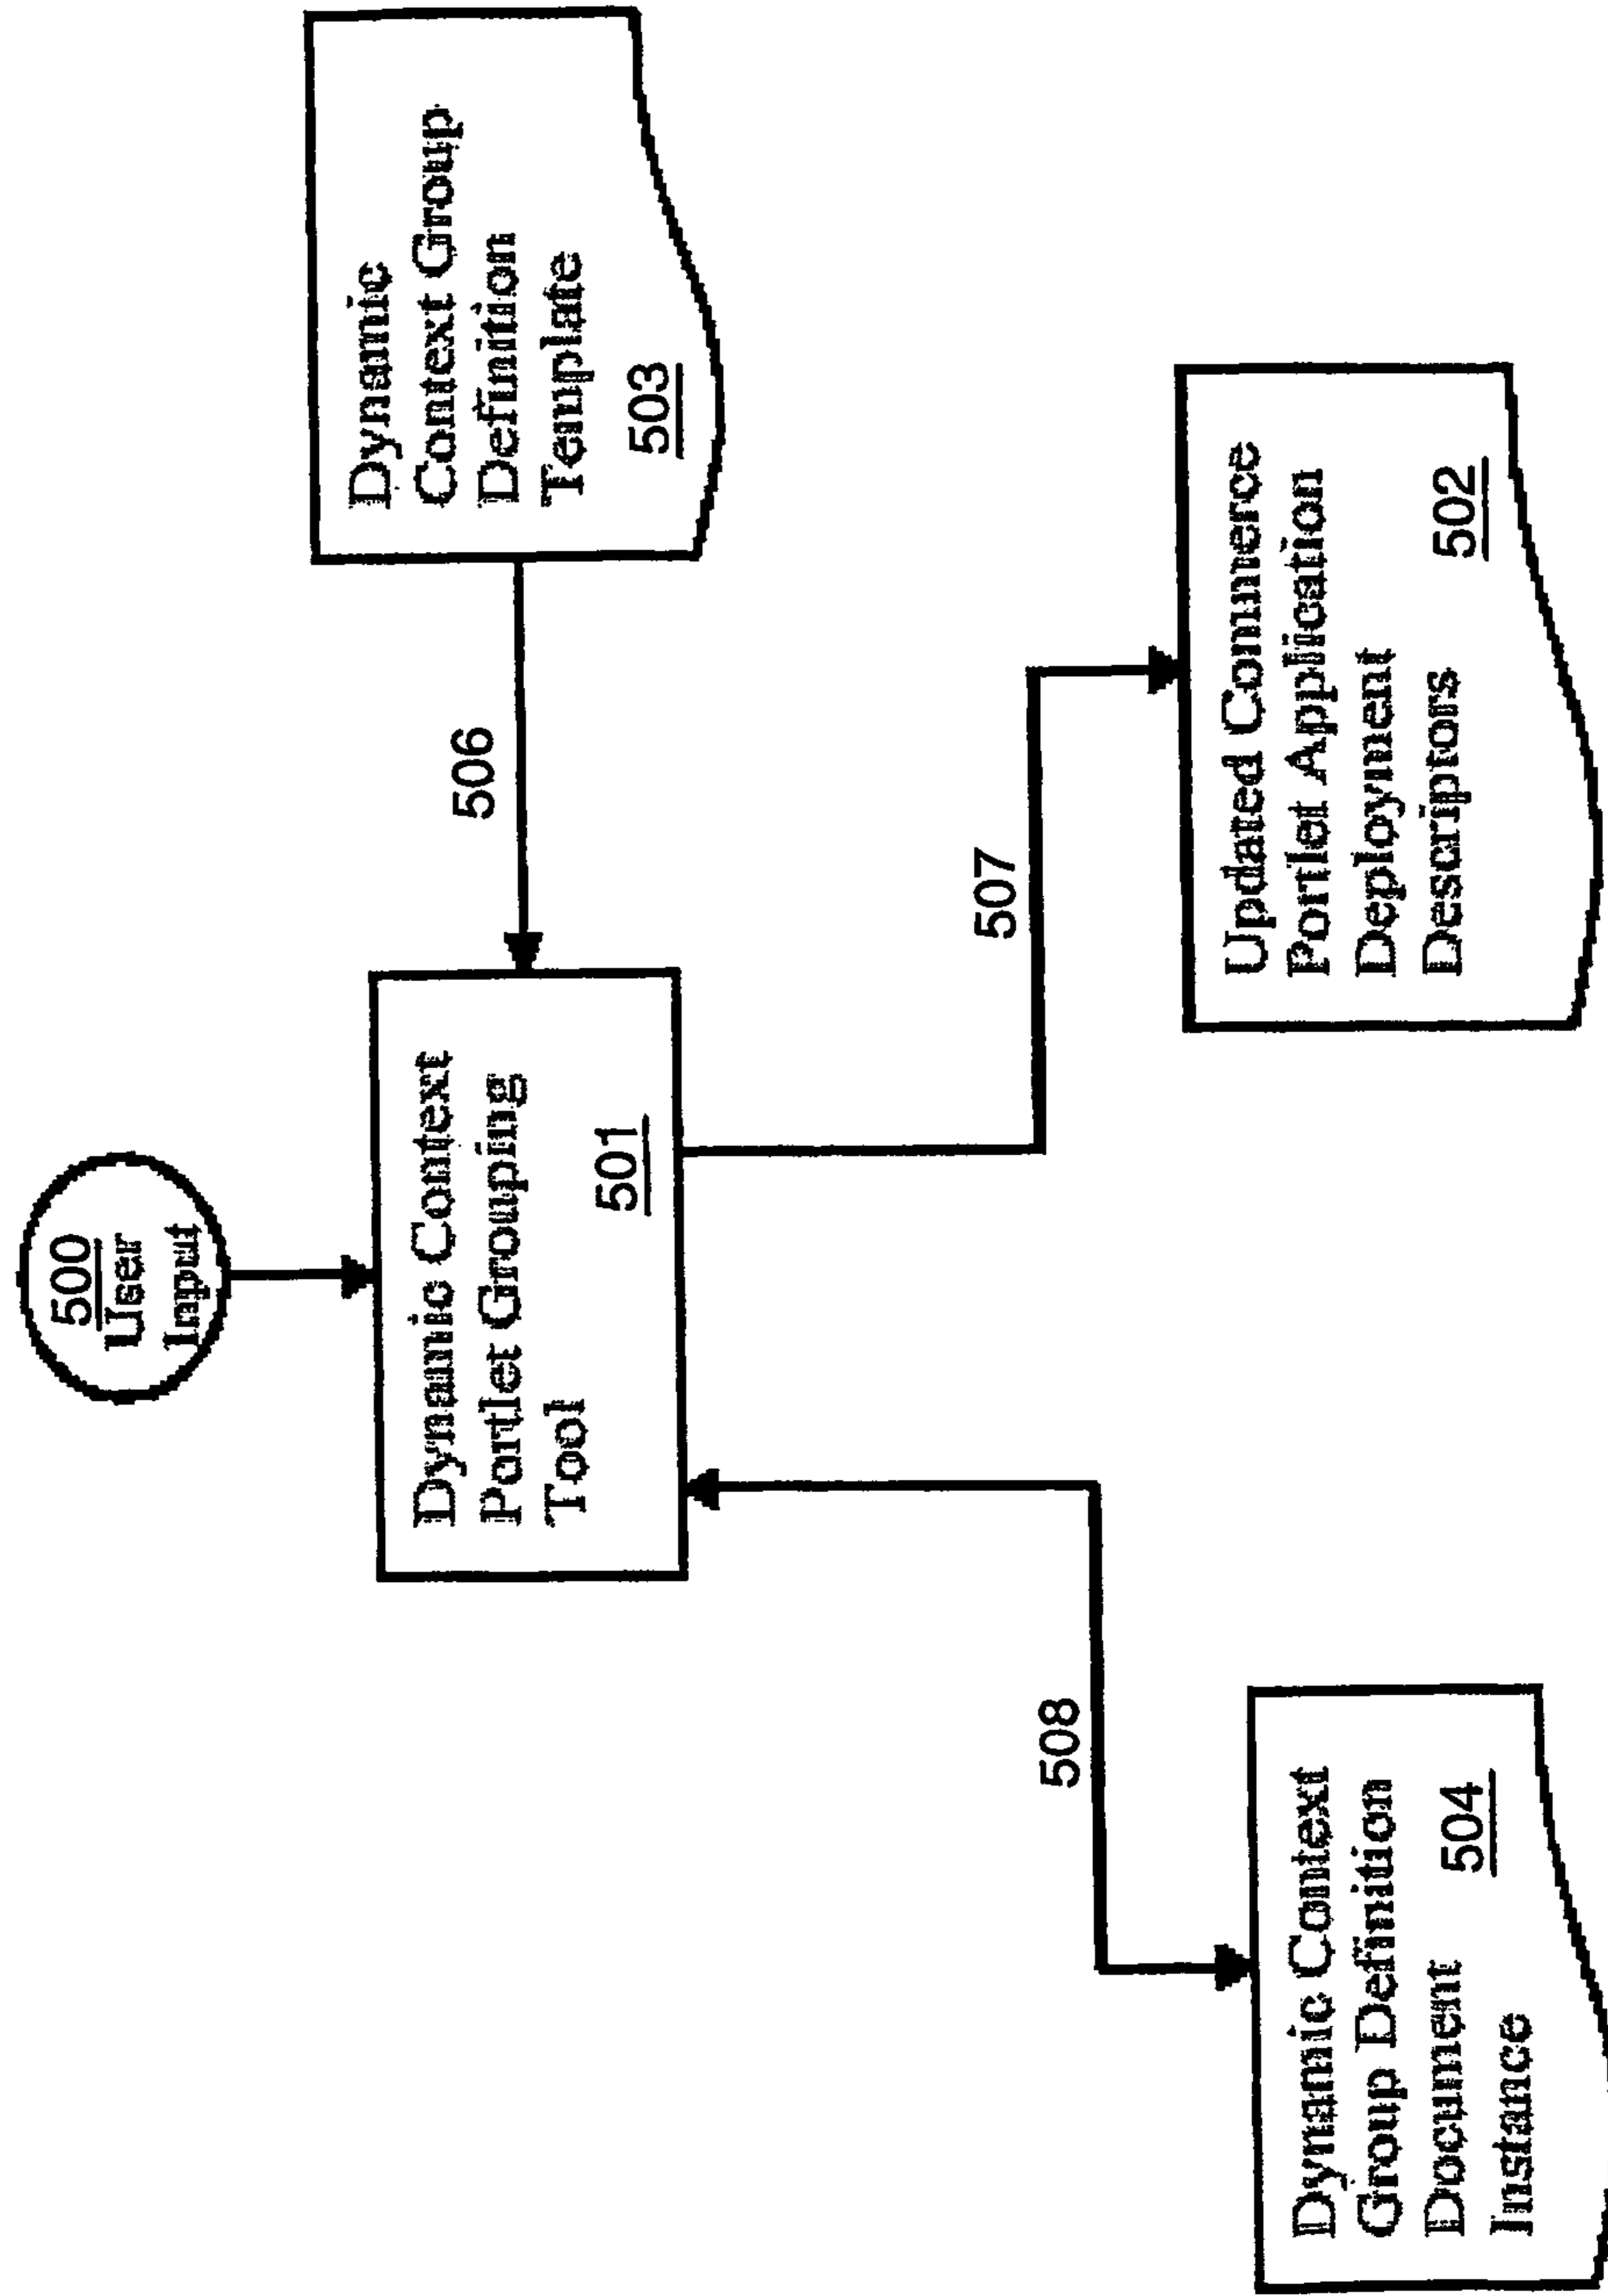 500
User
Input
Dynamic Context
Portlet Grouping
Tool
501
506
Dynamic
Context Group
Definition
Template
503
508
507
Dynamic Context
Group Definition
Document
504
Instance
Updated Commerce
Portlet Application
Deployment
502
Descriptors